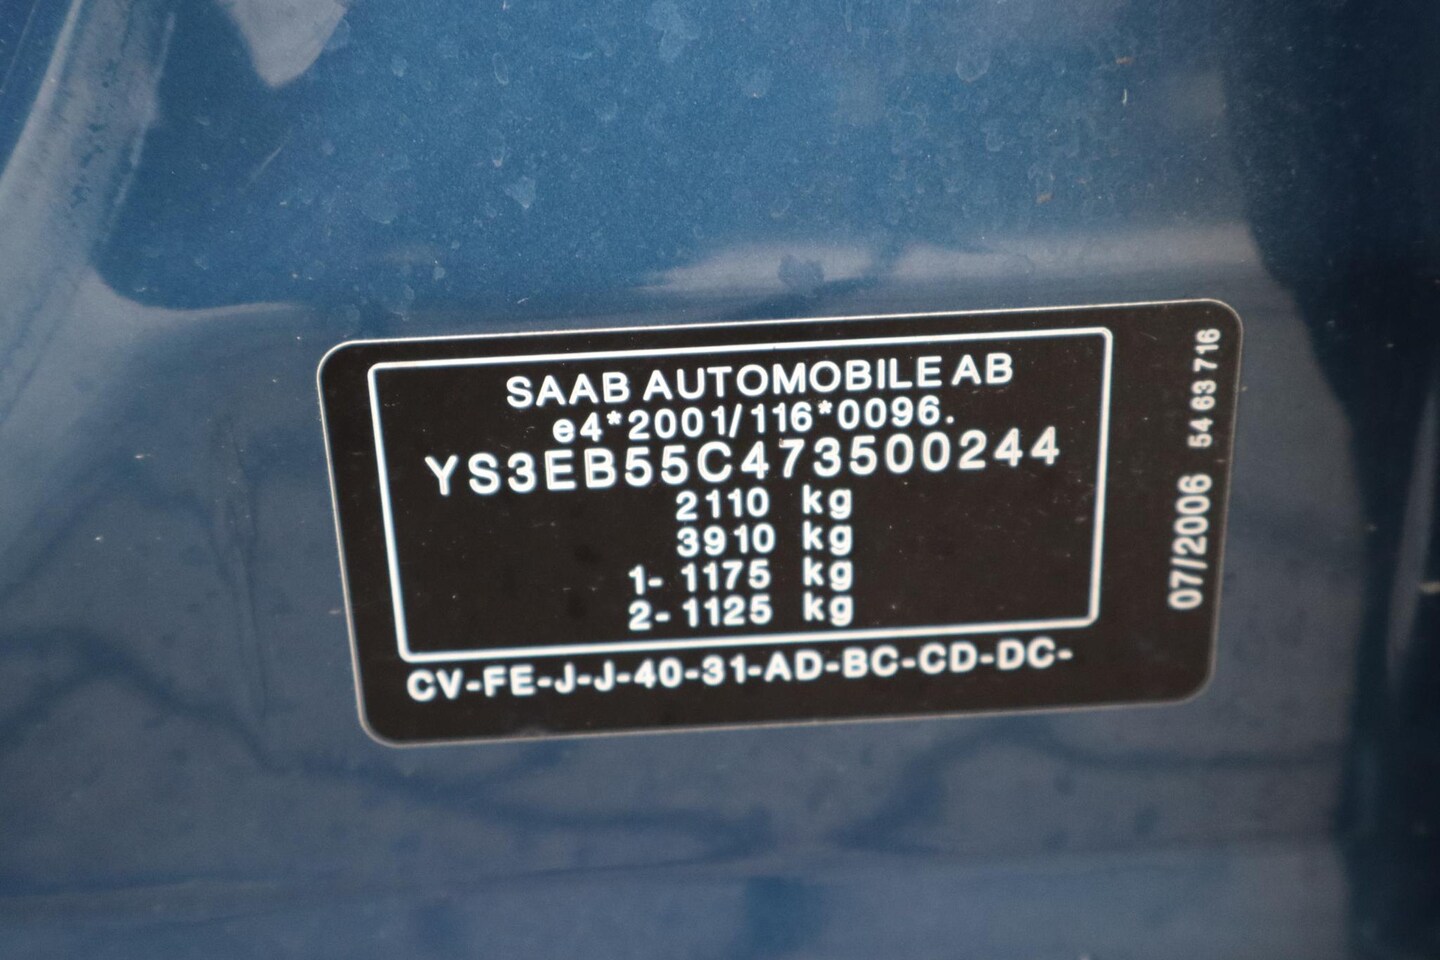 SAAB AUTOMOBILE AB
e4*2001/116*0096.
YS3EB55C473500244
2110 kg
3910 kg
1- 1175 kg
2- 1125 kg
CV-FE-J-J-40-31-AD-BC-CD-DC-
07/2006 54 63 716